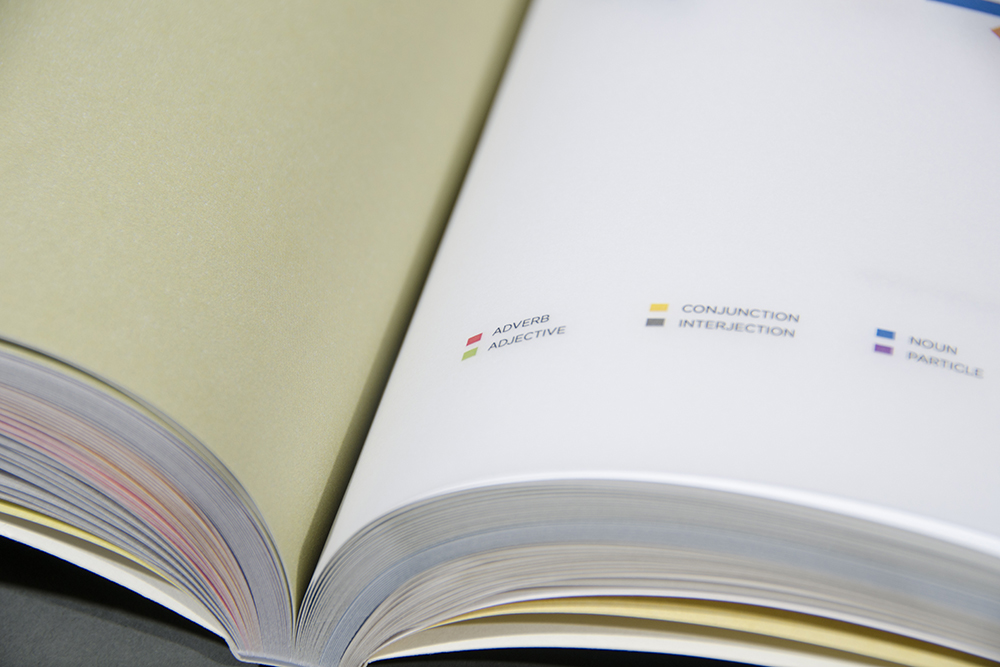 ADVERB
ADJECTIVE
CONJUNCTION
INTERJECTION
NOUN
PARTICLE